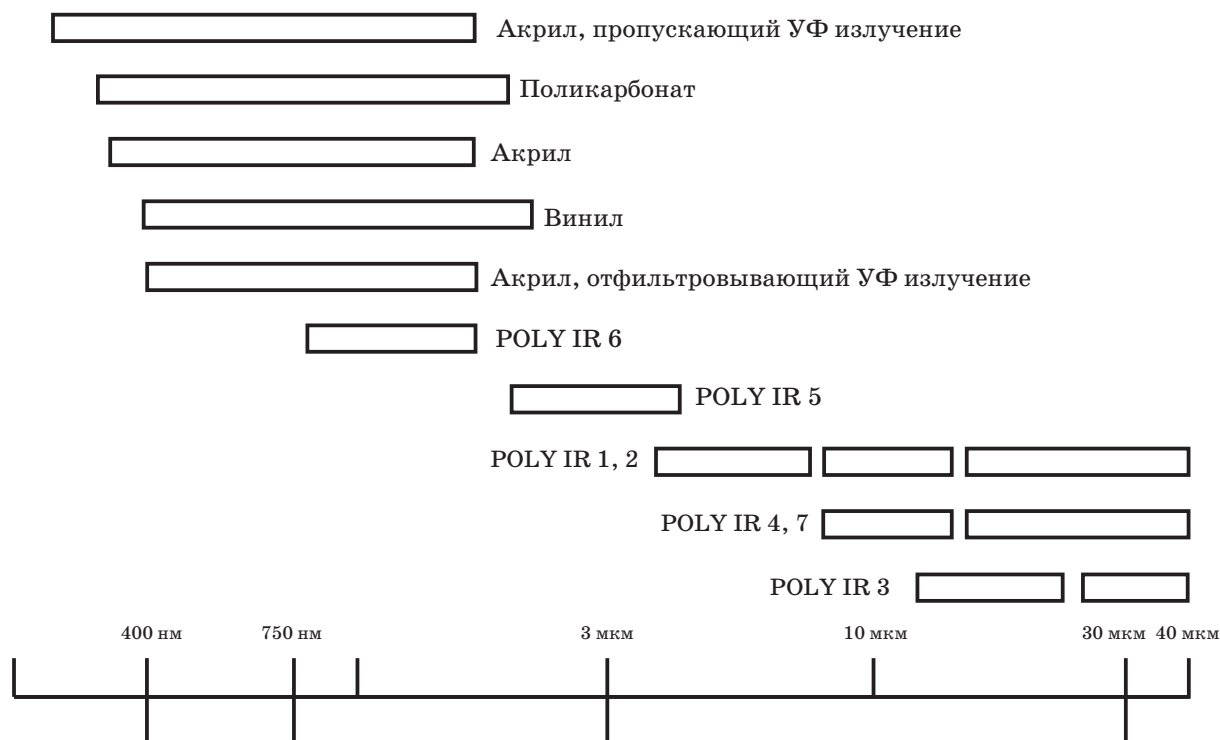 Акрил, пропускающий УФ излучение
Поликарбонат
Акрил
Винил
Акрил, отфильтровывающий УФ излучение
POLY IR 6
POLY IR 5
POLY IR 1, 2
POLY IR 4, 7
POLY IR 3
400 нм 750 нм 3 мкм 10 мкм 30 мкм 40 мкм